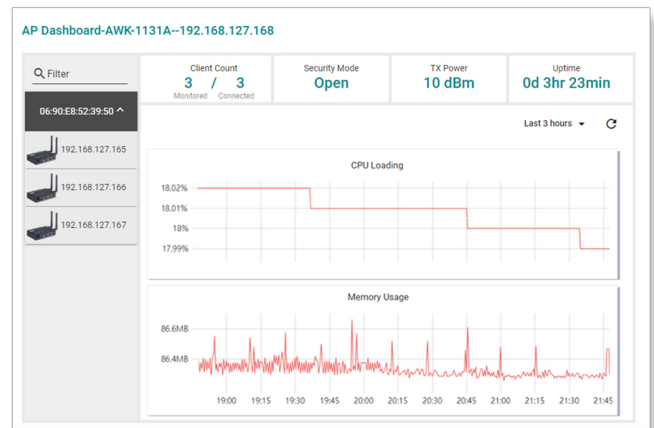 AP Dashboard-AWK-1131A--192.168.127.168
Filter
Client Count
3 / 3
Monitored Connected
Security Mode
Open
TX Power
10 dBm
Uptime
0d 3hr 23min
06:90:E8:52:39:50
192.168.127.165
192.168.127.166
192.168.127.167
Last 3 hours
CPU Loading
18.02%
18.01%
18%
17.99%
Memory Usage
86.6MB
86.4MB
19:00 19:15 19:30 19:45 20:00 20:15 20:30 20:45 21:00 21:15 21:30 21:45